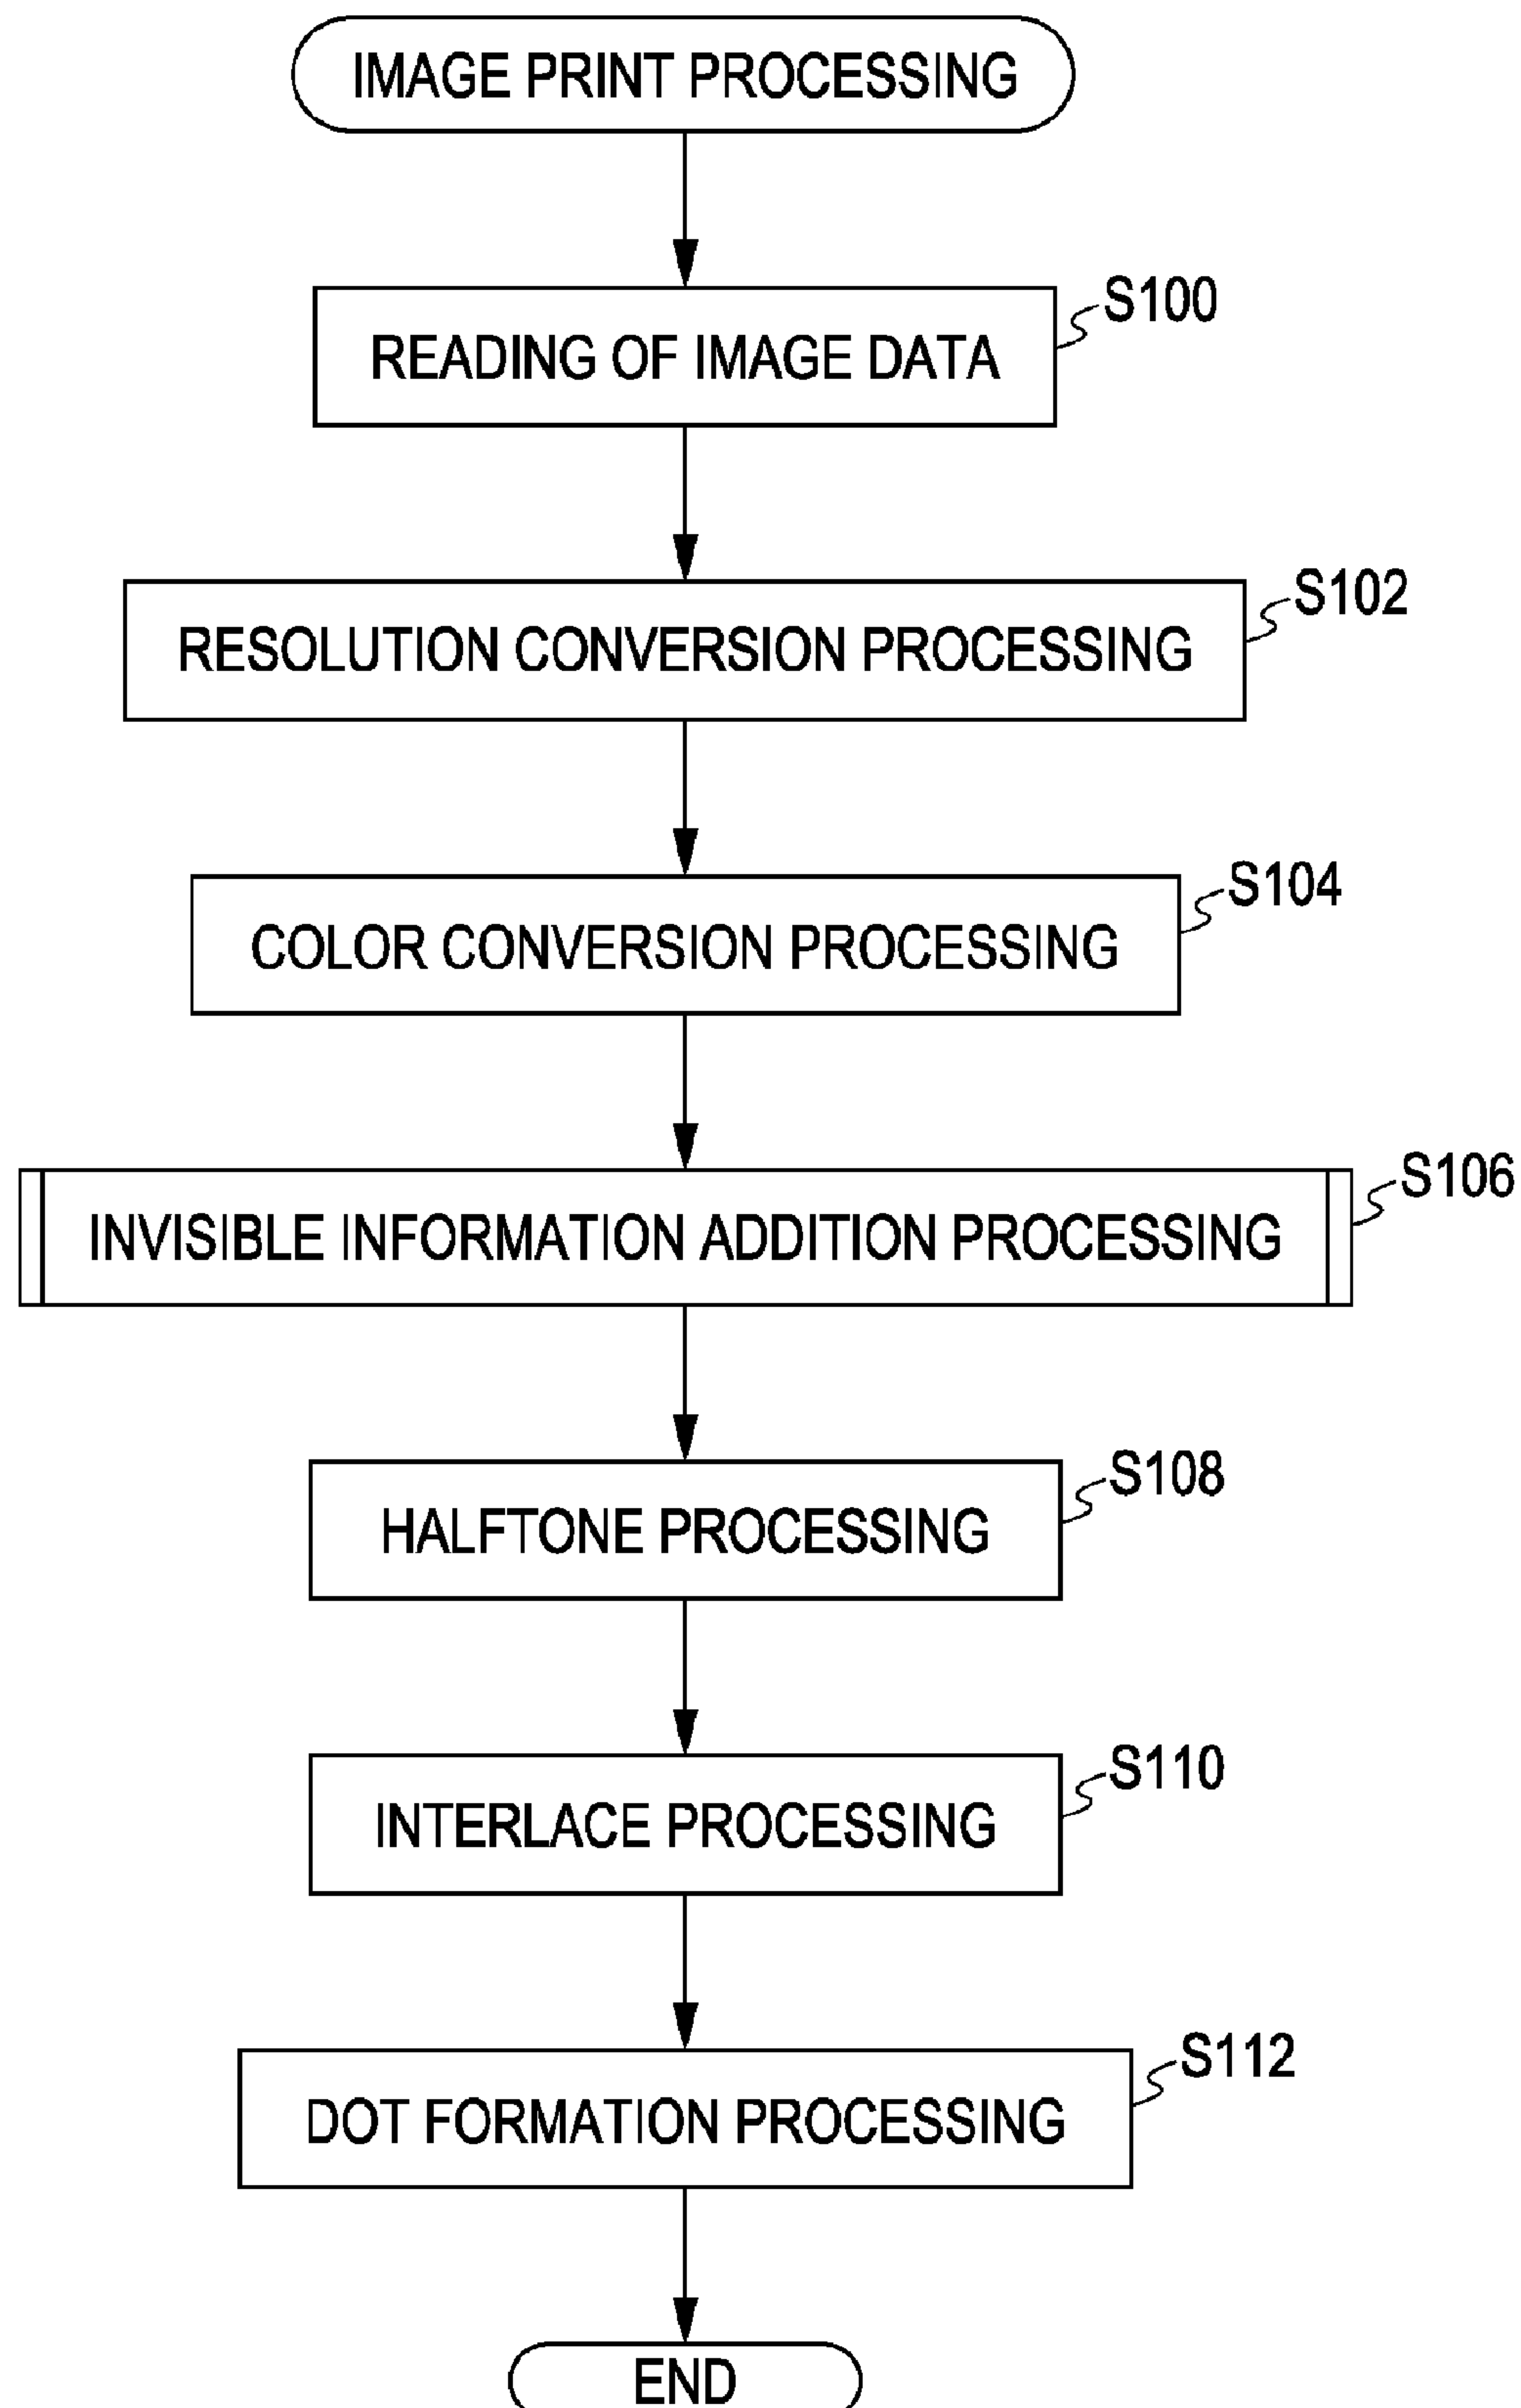 IMAGE PRINT PROCESSING
S100
READING OF IMAGE DATA
S102
RESOLUTION CONVERSION PROCESSING
S104
COLOR CONVERSION PROCESSING
S106
INVISIBLE INFORMATION ADDITION PROCESSING
S108
HALFTONE PROCESSING
S110
INTERLACE PROCESSING
S112
DOT FORMATION PROCESSING
END